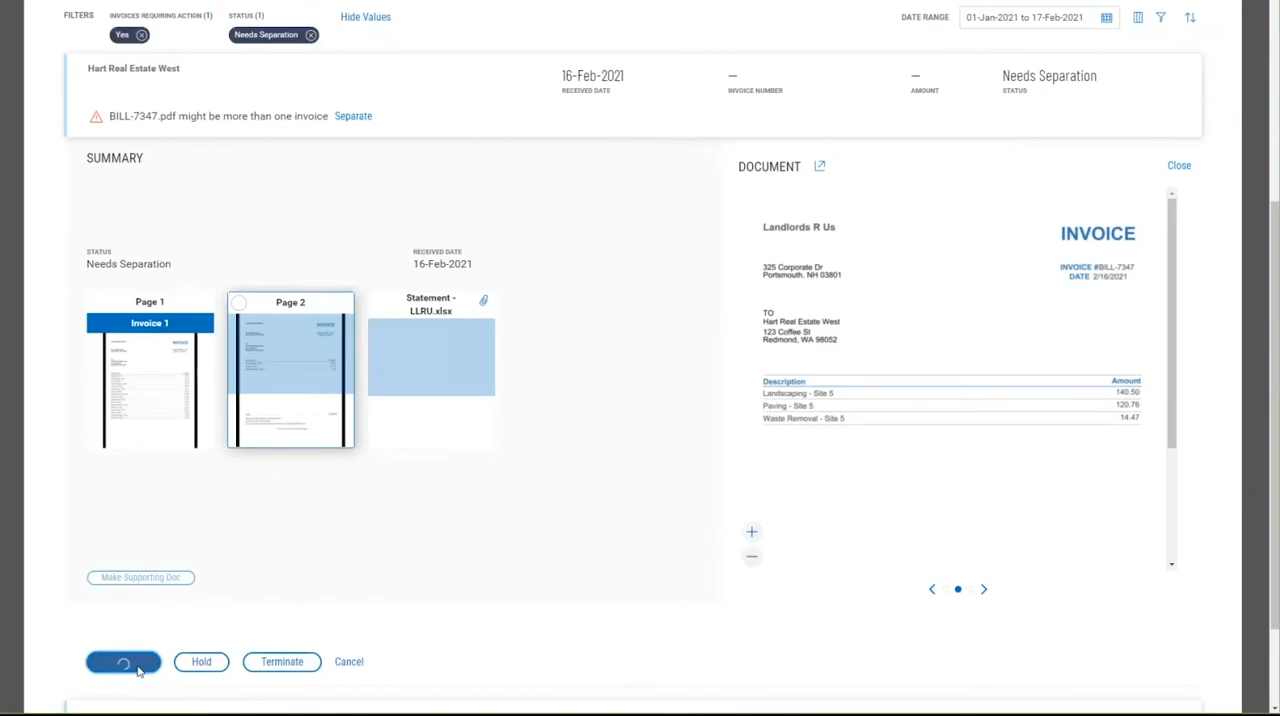 FILTERS
INVOICES REQUIRING ACTION (1)
Yes
STATUS (1)
Needs Separation
Hide Values
DATE RANGE
01-Jan-2021 to 17-Feb-2021
Hart Real Estate West
16-Feb-2021
RECEIVED DATE
—
INVOICE NUMBER
—
AMOUNT
Needs Separation
STATUS
BILL-7347.pdf might be more than one invoice Separate
SUMMARY
STATUS
Needs Separation
RECEIVED DATE
16-Feb-2021
Page 1
Invoice 1
Page 2
Statement -
LLRU.xlsx
Make Supporting Doc
DOCUMENT
Close
Landlords R Us
INVOICE
325 Corporate Dr
Portsmouth. NH 03801
INVOICE #BILL-7347
DATE 2/16/2021
TO
Hart Real Estate West
123 Coffee St
Redmond, WA 98052
Description Amount
Landscaping - Site 5 140.50
Paving - Site 5 120.76
Waste Removal - Site 5 14.47
Hold
Terminate
Cancel